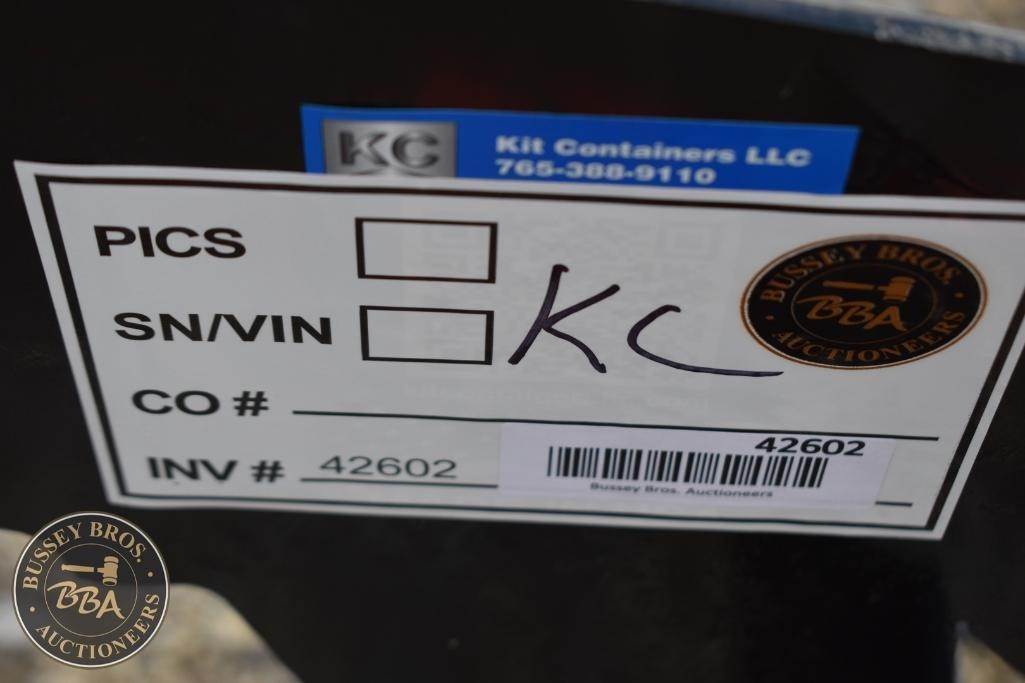 KC
Kit Containers LLC
765-388-9110
PICS
SN/VIN
KC
BUSSEY BROS.
BBA
AUCTIONEERS
CO #
INV # 42602
42602
Bussey Bros. Auctioneers
BUSSEY BROS.
BBA
AUCTIONEERS